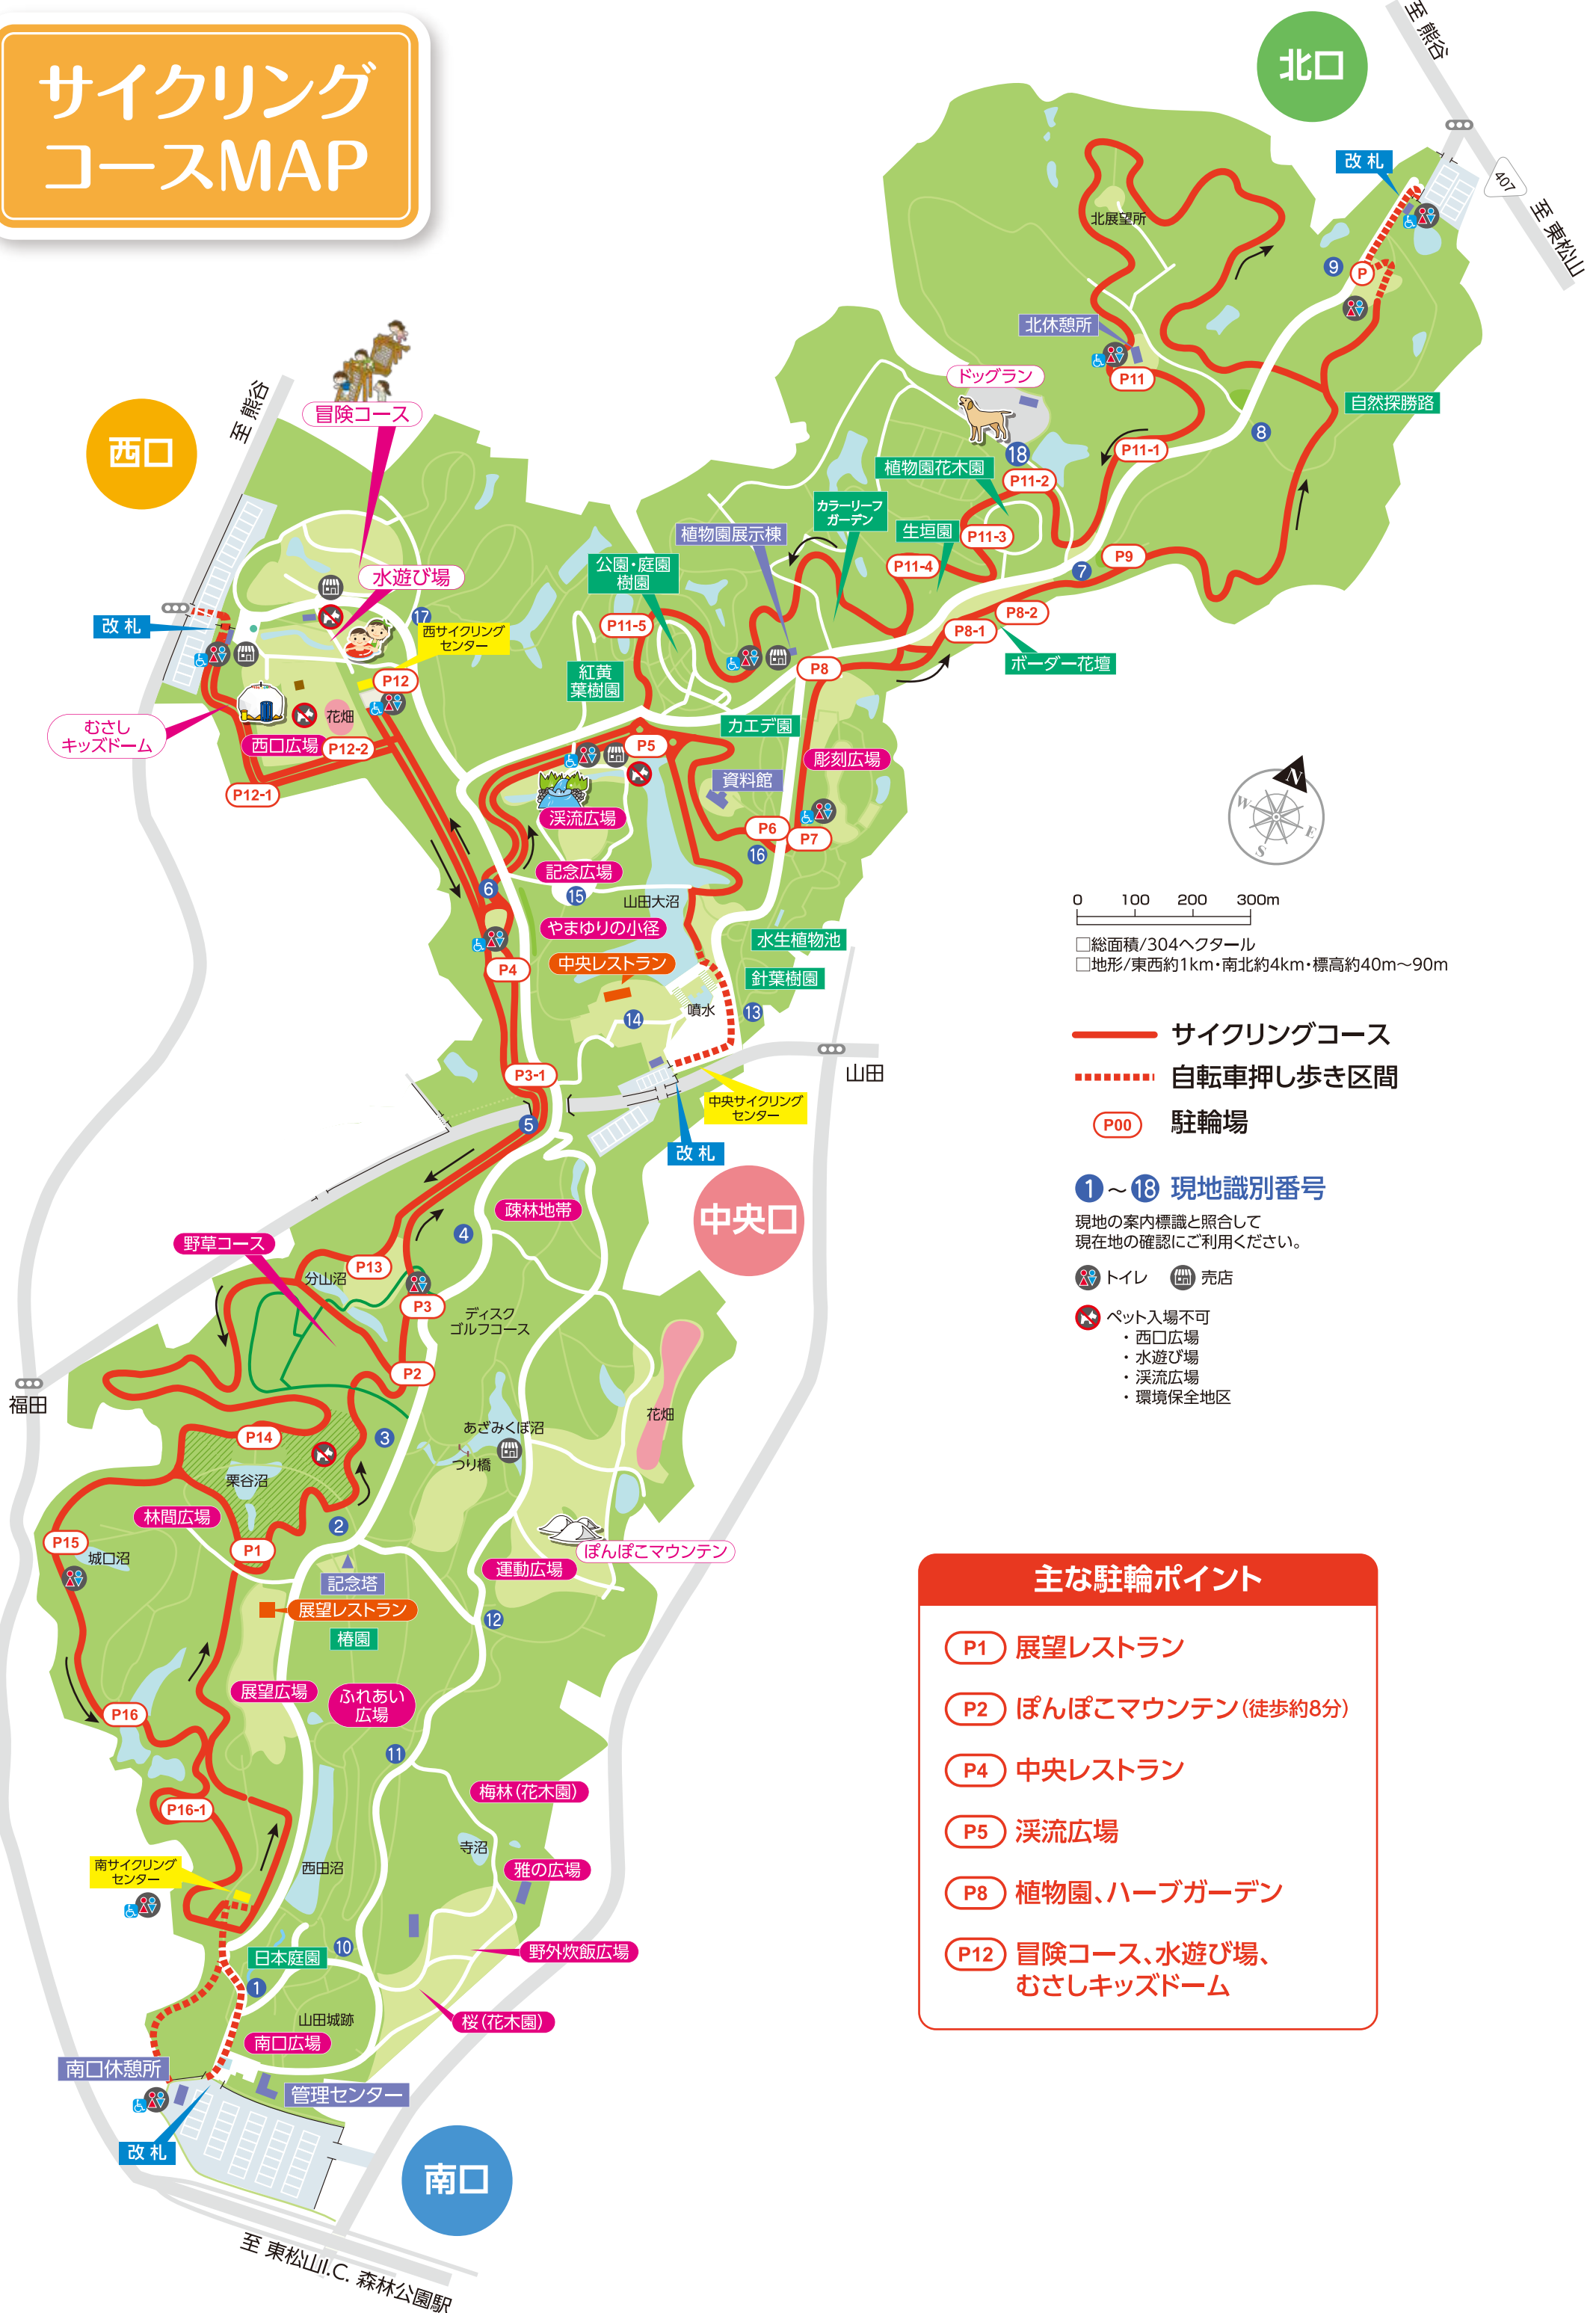 サイクリング
コースMAP
北口
至 熊谷
改 札
407
至 東松山
北展望所
9
P
北休憩所
P11
自然探勝路
8
ドッグラン
18
P11-1
植物園花木園
P11-2
カラーリーフ
ガーデン
生垣園
P11-3
植物園展示棟
P11-4
P9
7
公園・庭園
樹園
P11-5
P8-2
P8-1
ボーダー花壇
P8
紅黄
葉樹園
カエデ園
西口
至 熊谷
冒険コース
水遊び場
改 札
17
西サイクリング
センター
P12
花畑
むさし
キッズドーム
西口広場
P12-2
P12-1
P5
資料館
彫刻広場
渓流広場
P6
P7
16
記念広場
6
15
山田大沼
やまゆりの小径
水生植物池
中央レストラン
P4
針葉樹園
噴水
13
14
P3-1
山田
中央サイクリング
センター
5
改 札
中央口
N
W
E
S
0 100 200 300m
□総面積/304ヘクタール
□地形/東西約1km・南北約4km・標高約40m〜90m
サイクリングコース
自転車押し歩き区間
P00 駐輪場
1〜18 現地識別番号
現地の案内標識と照合して
現在地の確認にご利用ください。
トイレ 売店
ペット入場不可
・西口広場
・水遊び場
・渓流広場
・環境保全地区
疎林地帯
4
野草コース
P13
分山沼
P3
ディスク
ゴルフコース
P2
福田
花畑
あざみくぼ沼
3
P14
つり橋
栗谷沼
林間広場
2
P15
城口沼
P1
ぽんぽこマウンテン
運動広場
記念塔
展望レストラン
12
椿園
展望広場
ふれあい
広場
P16
11
梅林(花木園)
P16-1
寺沼
南サイクリング
センター
西田沼
雅の広場
10
日本庭園
野外炊飯広場
1
山田城跡
桜(花木園)
南口広場
南口休憩所
管理センター
改 札
南口
至 東松山I.C. 森林公園駅
主な駐輪ポイント
P1 展望レストラン
P2 ぽんぽこマウンテン(徒歩約8分)
P4 中央レストラン
P5 渓流広場
P8 植物園、ハーブガーデン
P12 冒険コース、水遊び場、
むさしキッズドーム